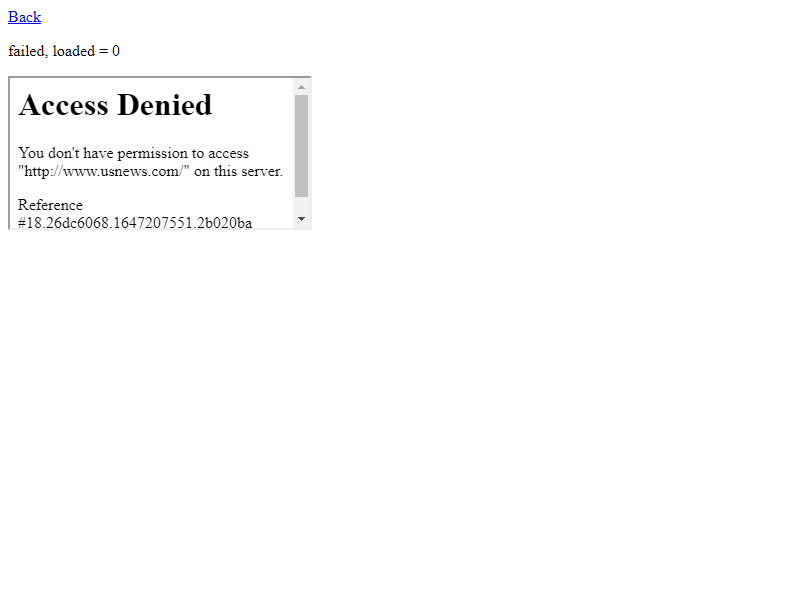 Back
failed, loaded = 0
Access Denied
You don't have permission to access
"http://www.usnews.com/" on this server.
Reference
#18.26dc6068.1647207551.2b020ba